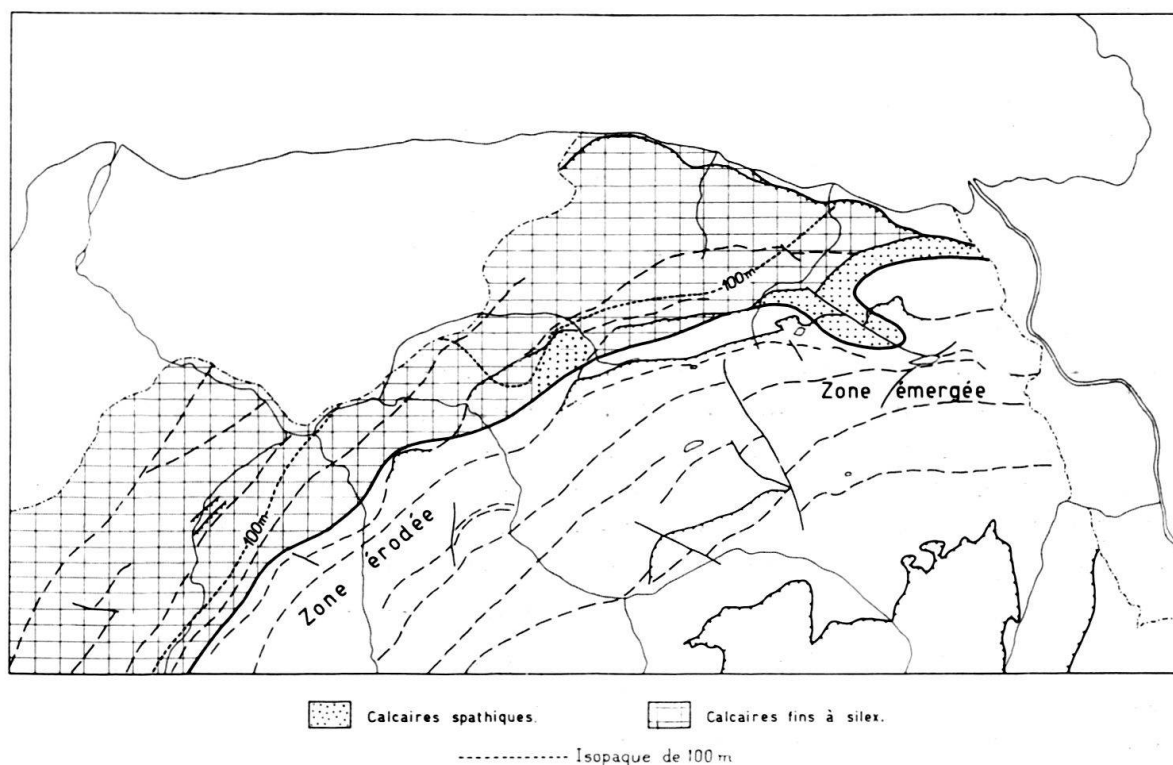 100m
Zone émergée
100m
Zone érodée
Calcaires spathiques.
Calcaires fins à silex.
Isopaque de 100 m